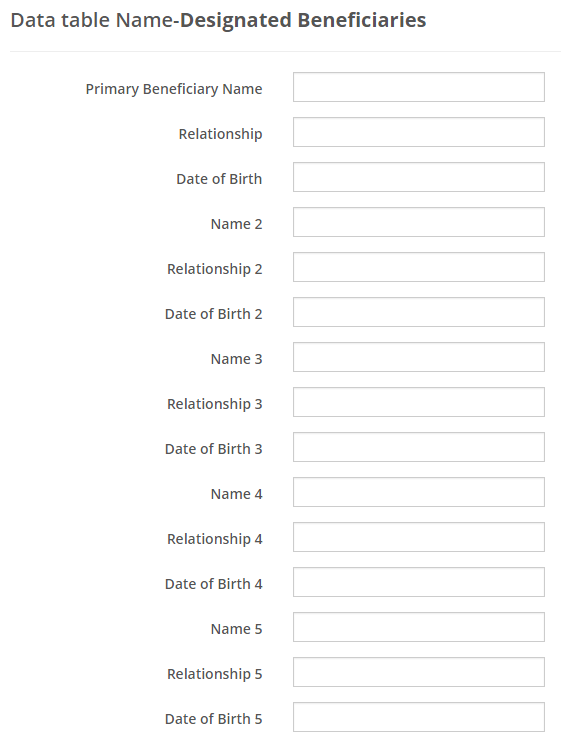 Data table Name-Designated Beneficiaries
Primary Beneficiary Name
Relationship
Date of Birth
Name 2
Relationship 2
Date of Birth 2
Name 3
Relationship 3
Date of Birth 3
Name 4
Relationship 4
Date of Birth 4
Name 5
Relationship 5
Date of Birth 5